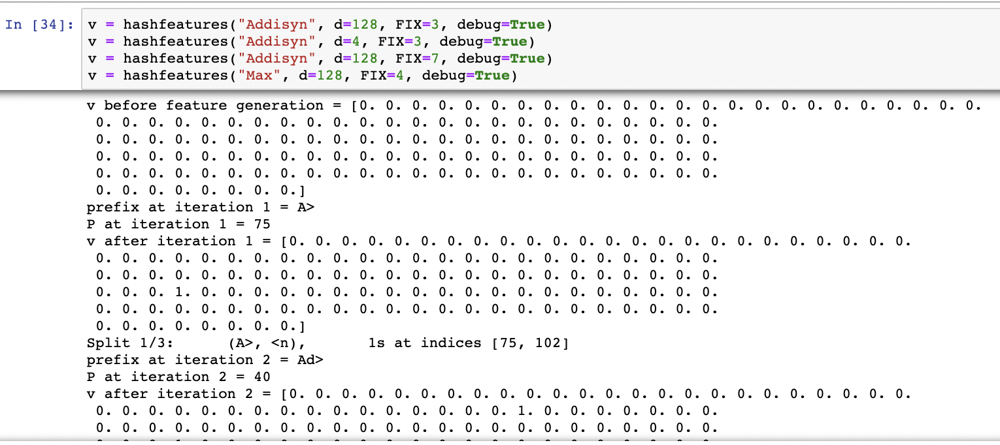 In [34]: v = hashfeatures("Addisyn", d=128, FIX=3, debug=True)
v = hashfeatures("Addisyn", d=4, FIX=3, debug=True)
v = hashfeatures("Addisyn", d=128, FIX=7, debug=True)
v = hashfeatures("Max", d=128, FIX=4, debug=True)
v before feature generation = [0. 0. 0. 0. 0. 0. 0. 0. 0. 0. 0. 0. 0. 0. 0. 0. 0. 0. 0. 0. 0. 0. 0. 0.
0. 0. 0. 0. 0. 0. 0. 0. 0. 0. 0. 0. 0. 0. 0. 0. 0. 0. 0. 0. 0. 0. 0. 0.
0. 0. 0. 0. 0. 0. 0. 0. 0. 0. 0. 0. 0. 0. 0. 0. 0. 0. 0. 0. 0. 0. 0. 0.
0. 0. 0. 0. 0. 0. 0. 0. 0. 0. 0. 0. 0. 0. 0. 0. 0. 0. 0. 0. 0. 0. 0. 0.
0. 0. 0. 0. 0. 0. 0. 0. 0. 0. 0. 0. 0. 0. 0. 0. 0. 0. 0. 0. 0. 0. 0. 0.
0. 0. 0. 0. 0. 0. 0. 0.]
prefix at iteration 1 = A>
P at iteration 1 = 75
v after iteration 1 = [0. 0. 0. 0. 0. 0. 0. 0. 0. 0. 0. 0. 0. 0. 0. 0. 0. 0. 0. 0. 0. 0. 0. 0.
0. 0. 0. 0. 0. 0. 0. 0. 0. 0. 0. 0. 0. 0. 0. 0. 0. 0. 0. 0. 0. 0. 0. 0.
0. 0. 0. 0. 0. 0. 0. 0. 0. 0. 0. 0. 0. 0. 0. 0. 0. 0. 0. 0. 0. 0. 0. 0.
0. 0. 0. 1. 0. 0. 0. 0. 0. 0. 0. 0. 0. 0. 0. 0. 0. 0. 0. 0. 0. 0. 0. 0.
0. 0. 0. 0. 0. 0. 0. 0. 0. 0. 0. 0. 0. 0. 0. 0. 0. 0. 0. 0. 0. 0. 0. 0.
0. 0. 0. 0. 0. 0. 0. 0.]
Split 1/3: (A>, <n), 1s at indices [75, 102]
prefix at iteration 2 = Ad>
P at iteration 2 = 40
v after iteration 2 = [0. 0. 0. 0. 0. 0. 0. 0. 0. 0. 0. 0. 0. 0. 0. 0. 0. 0. 0. 0. 0. 0. 0. 0.
0. 0. 0. 0. 0. 0. 0. 0. 0. 0. 0. 0. 0. 0. 0. 0. 1. 0. 0. 0. 0. 0. 0. 0.
0. 0. 0. 0. 0. 0. 0. 0. 0. 0. 0. 0. 0. 0. 0. 0. 0. 0. 0. 0. 0. 0. 0. 0.